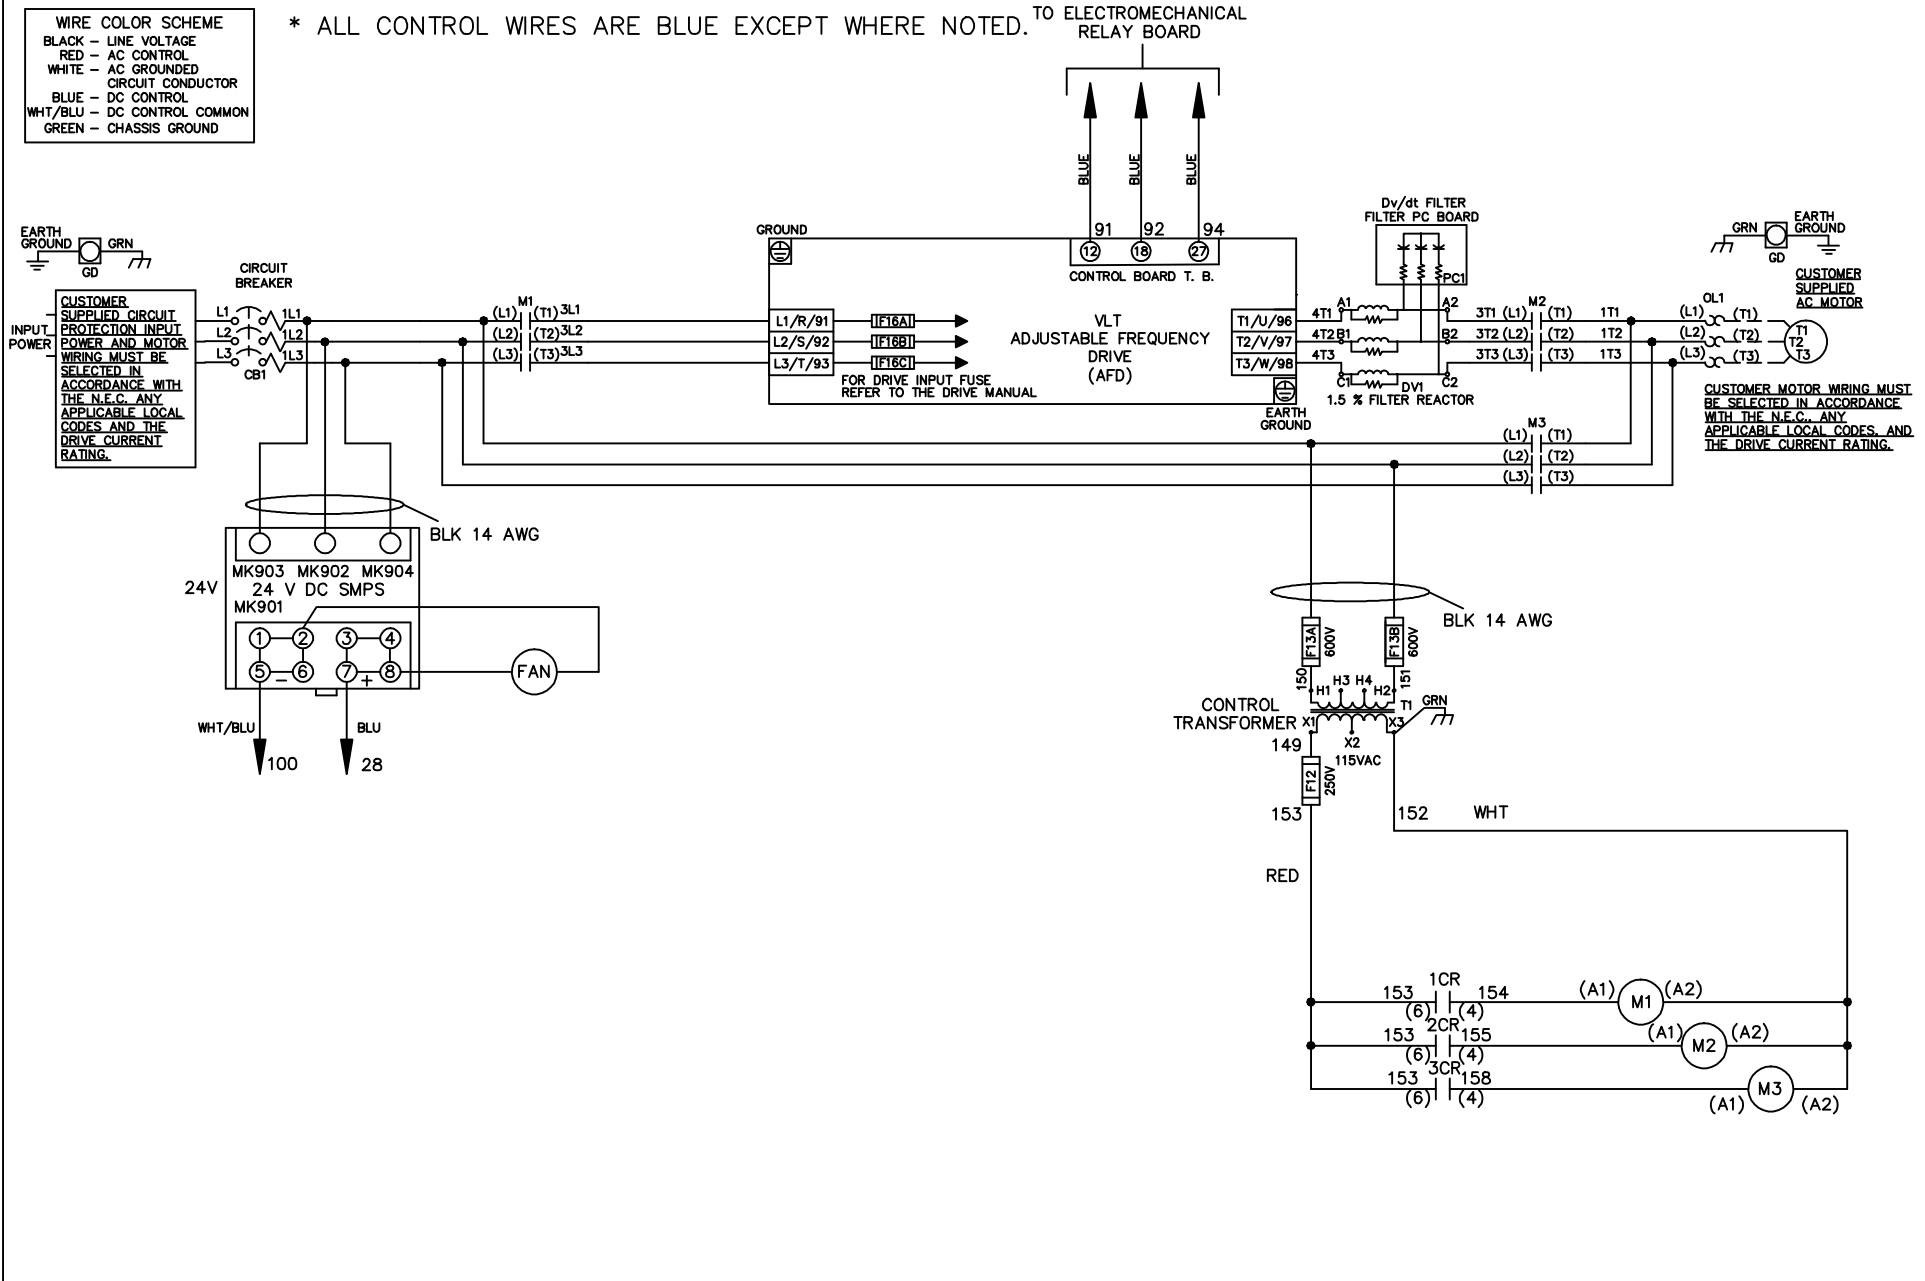 WIRE COLOR SCHEME
BLACK – LINE VOLTAGE
RED – AC CONTROL
WHITE – AC GROUNDED
CIRCUIT CONDUCTOR
BLUE – DC CONTROL
WHT/BLU – DC CONTROL COMMON
GREEN – CHASSIS GROUND
* ALL CONTROL WIRES ARE BLUE EXCEPT WHERE NOTED.
TO ELECTROMECHANICAL
RELAY BOARD
BLUE
BLUE
BLUE
91 92 94
12 18 27
CONTROL BOARD T. B.
EARTH
GROUND
GRN
GD
CIRCUIT
BREAKER
CUSTOMER
SUPPLIED CIRCUIT
PROTECTION INPUT
POWER AND MOTOR
WIRING MUST BE
SELECTED IN
ACCORDANCE WITH
THE N.E.C. ANY
APPLICABLE LOCAL
CODES AND THE
DRIVE CURRENT
RATING.
INPUT
POWER
L1 1L1
L2 1L2
L3 1L3
CB1
M1
(L1) (T1) 3L1
(L2) (T2) 3L2
(L3) (T3) 3L3
GROUND
L1/R/91
L2/S/92
L3/T/93
F16A
F16B
F16C
FOR DRIVE INPUT FUSE
REFER TO THE DRIVE MANUAL
VLT
ADJUSTABLE FREQUENCY
DRIVE
(AFD)
T1/U/96
T2/V/97
T3/W/98
EARTH
GROUND
Dv/dt FILTER
FILTER PC BOARD
PC1
4T1 A1 A2
4T2 B1 B2
4T3 C1 C2
DV1
1.5 % FILTER REACTOR
M2
3T1 (L1) (T1) 1T1
3T2 (L2) (T2) 1T2
3T3 (L3) (T3) 1T3
M3
(L1) (T1)
(L2) (T2)
(L3) (T3)
OL1
(L1) (T1)
(L2) (T2)
(L3) (T3)
T1
T2
T3
GRN
GD
EARTH
GROUND
CUSTOMER
SUPPLIED
AC MOTOR
CUSTOMER MOTOR WIRING MUST
BE SELECTED IN ACCORDANCE
WITH THE N.E.C., ANY
APPLICABLE LOCAL CODES, AND
THE DRIVE CURRENT RATING.
BLK 14 AWG
MK903 MK902 MK904
24V
24 V DC SMPS
MK901
1 2 3 4
5 – 6 7 + 8
FAN
WHT/BLU
BLU
100
28
BLK 14 AWG
F13A
600V
F13B
600V
150
151
H1 H3 H4 H2
CONTROL
TRANSFORMER
T1
GRN
X1 X3
X2
149
115VAC
F12
250V
153
152
WHT
RED
1CR
153 154
(6) (4)
(A1) M1 (A2)
2CR
153 155
(6) (4)
(A1) M2 (A2)
3CR
153 158
(6) (4)
(A1) M3 (A2)